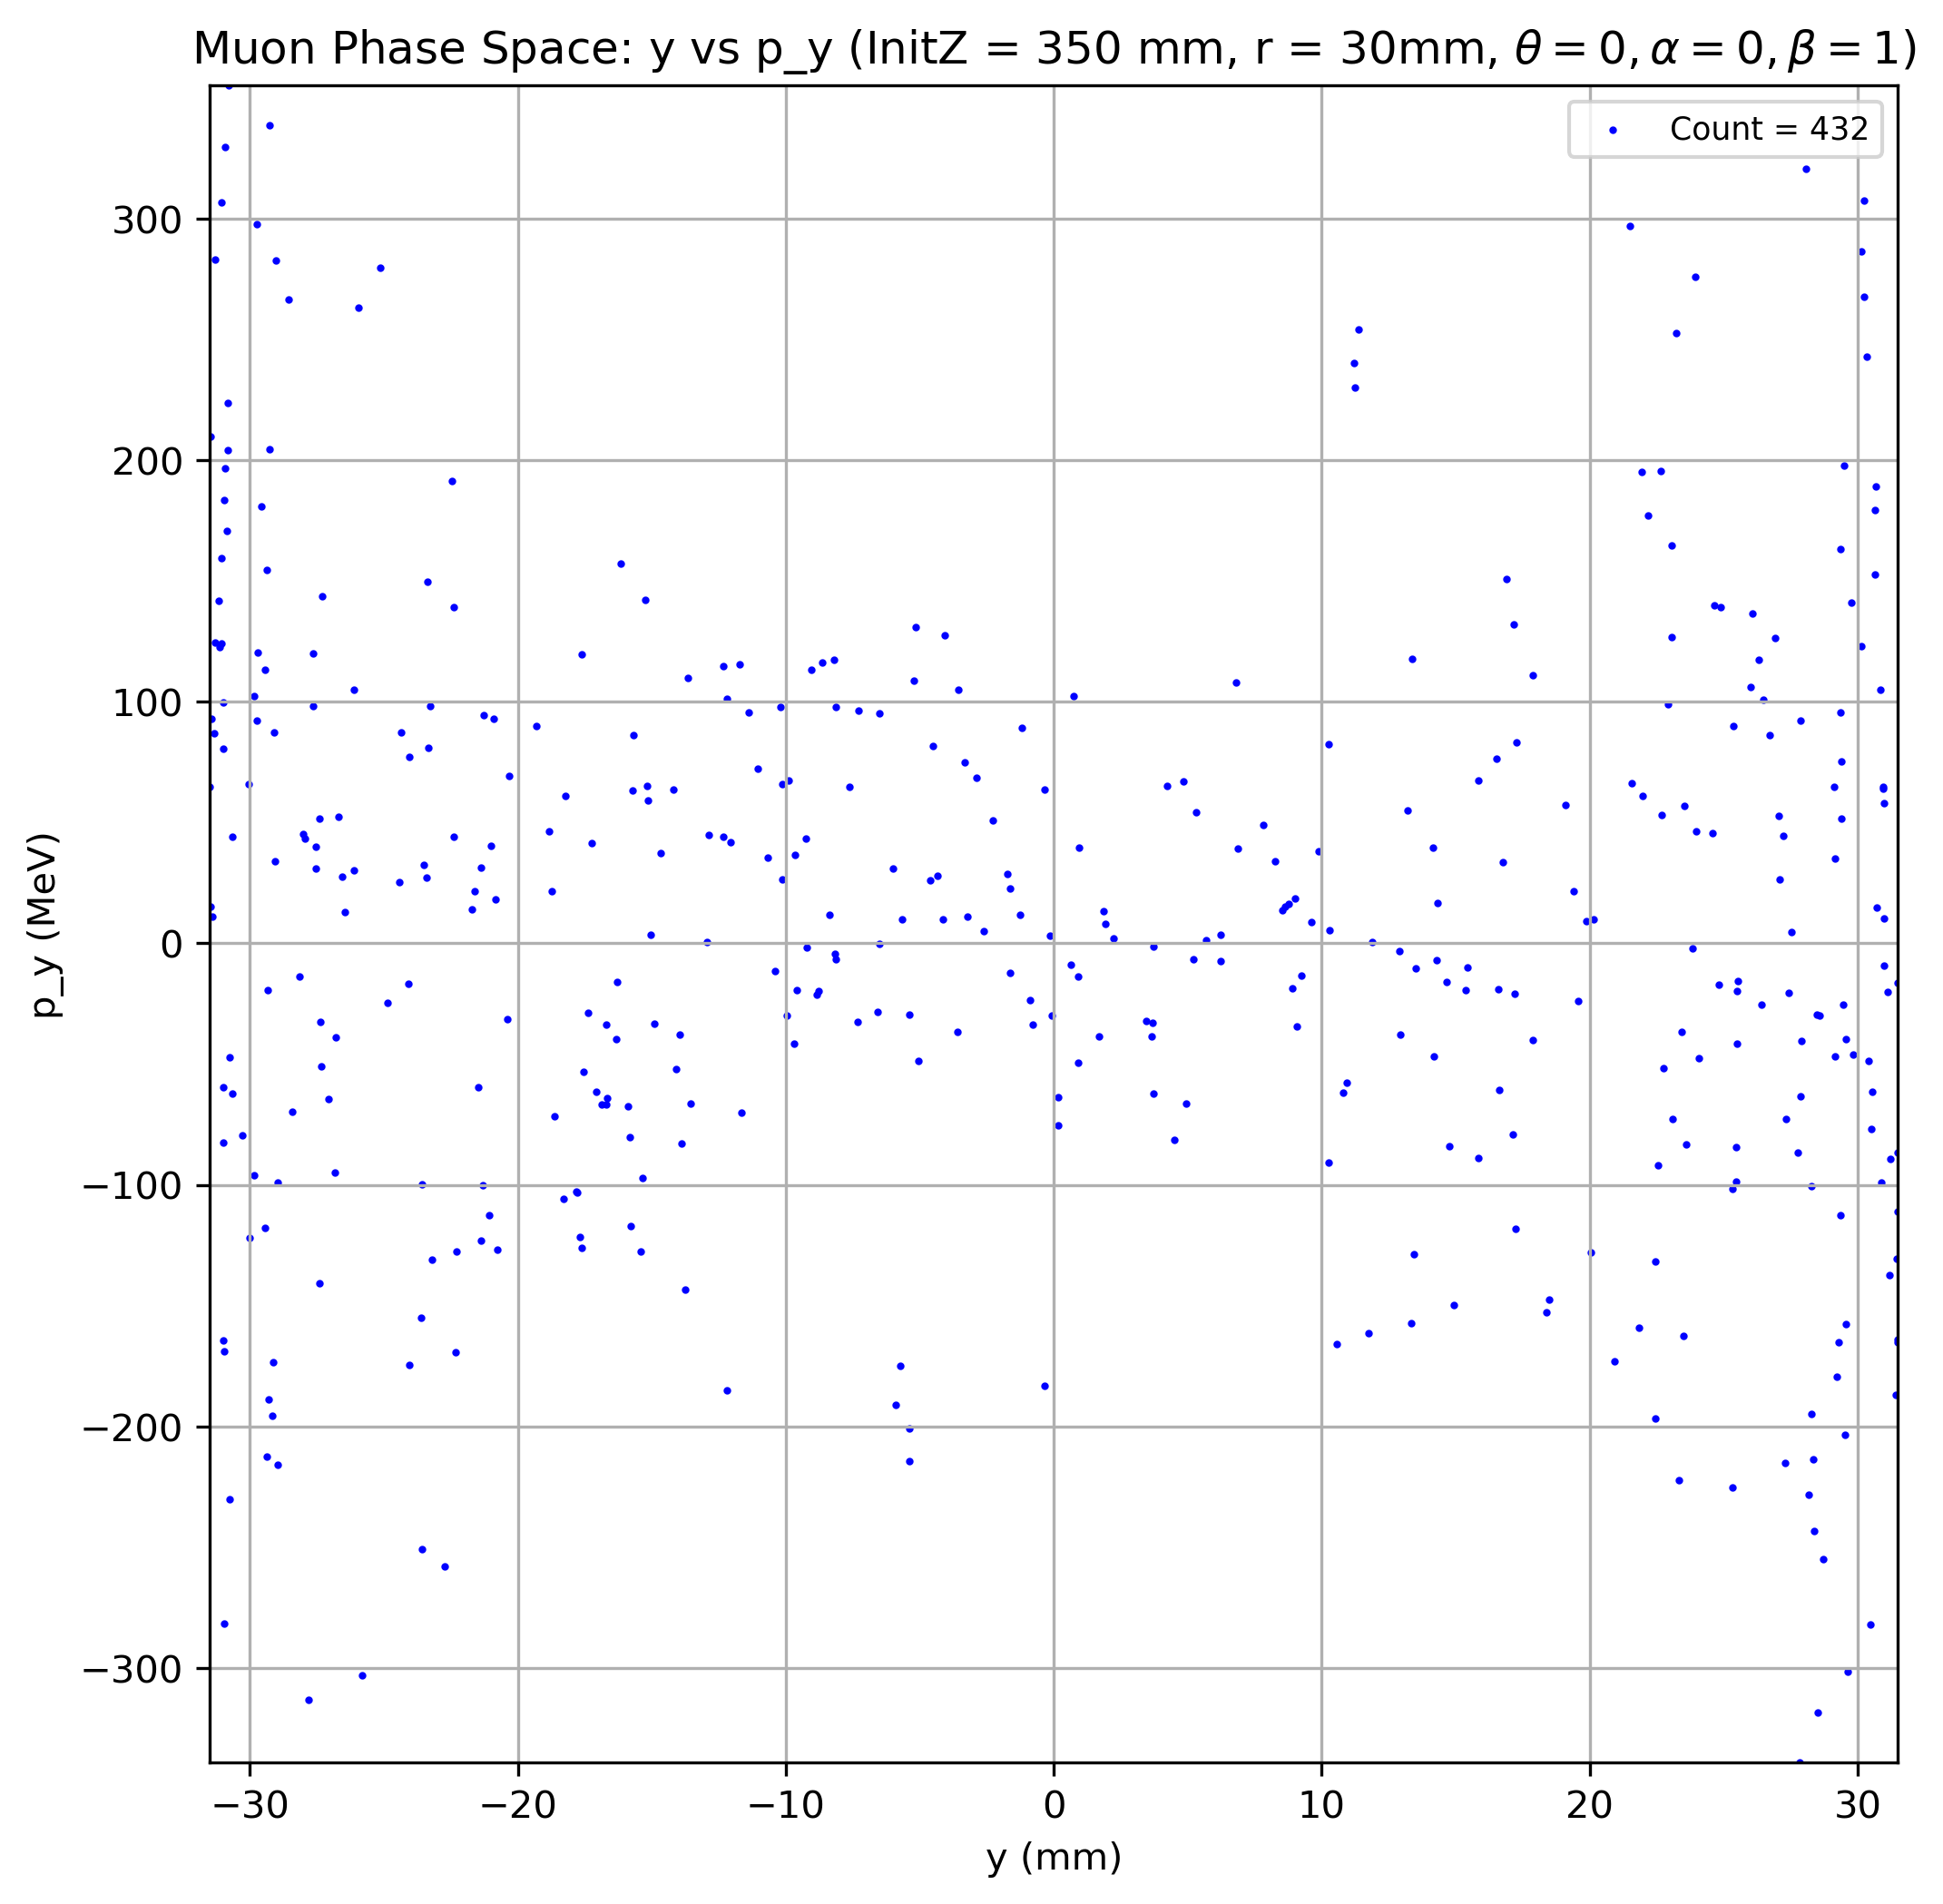 Muon Phase Space: y vs p_y (InitZ = 350 mm, r = 30mm, θ = 0, α = 0, β = 1)
Count = 432
300
200
100
0
−100
−200
−300
p_y (MeV)
−30 −20 −10 0 10 20 30
y (mm)